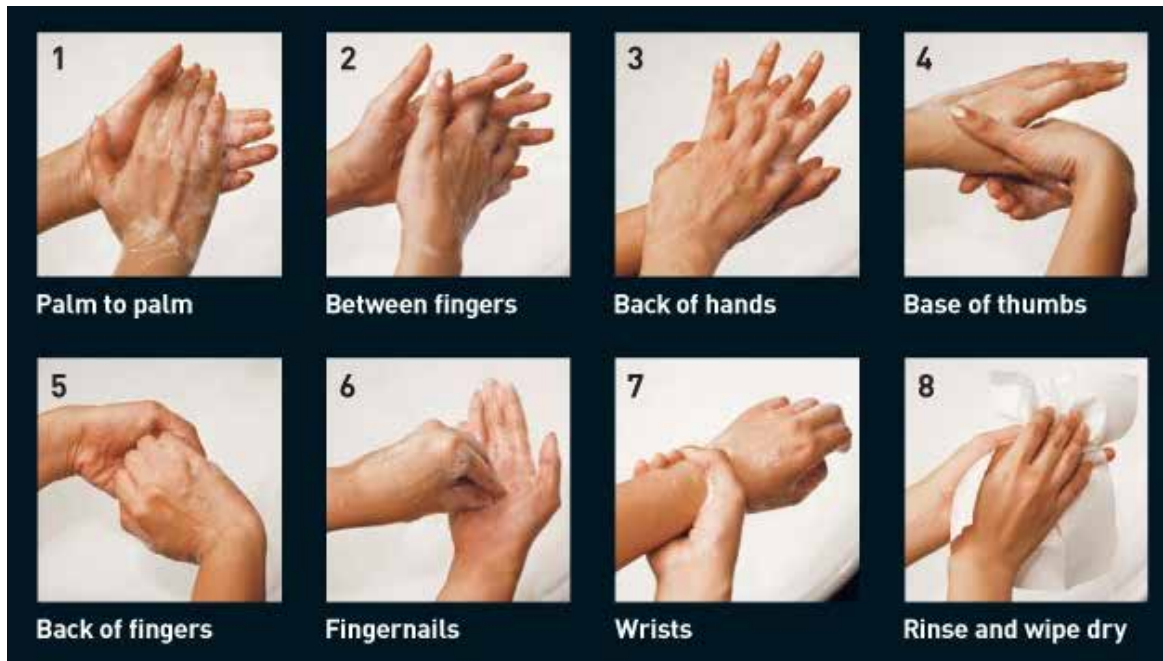 1
2
3
4
Palm to palm
Between fingers
Back of hands
Base of thumbs
5
6
7
8
Back of fingers
Fingernails
Wrists
Rinse and wipe dry